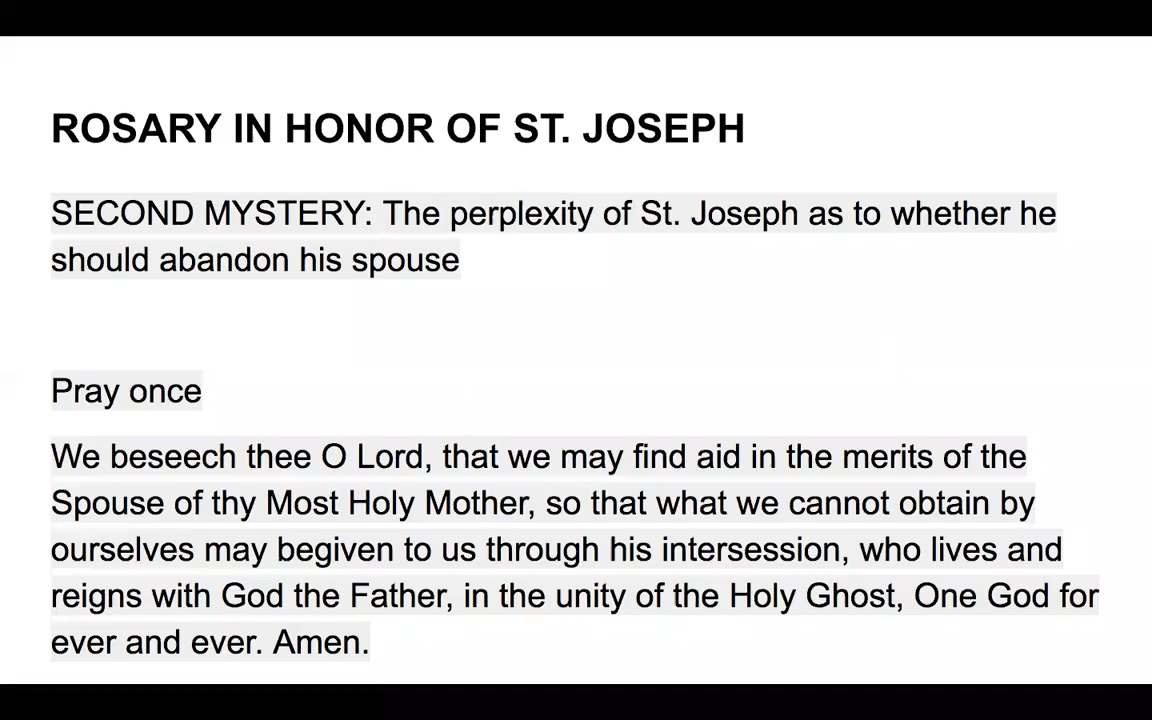 ROSARY IN HONOR OF ST. JOSEPH
SECOND MYSTERY: The perplexity of St. Joseph as to whether he
should abandon his spouse
Pray once
We beseech thee O Lord, that we may find aid in the merits of the
Spouse of thy Most Holy Mother, so that what we cannot obtain by
ourselves may begiven to us through his intersession, who lives and
reigns with God the Father, in the unity of the Holy Ghost, One God for
ever and ever. Amen.